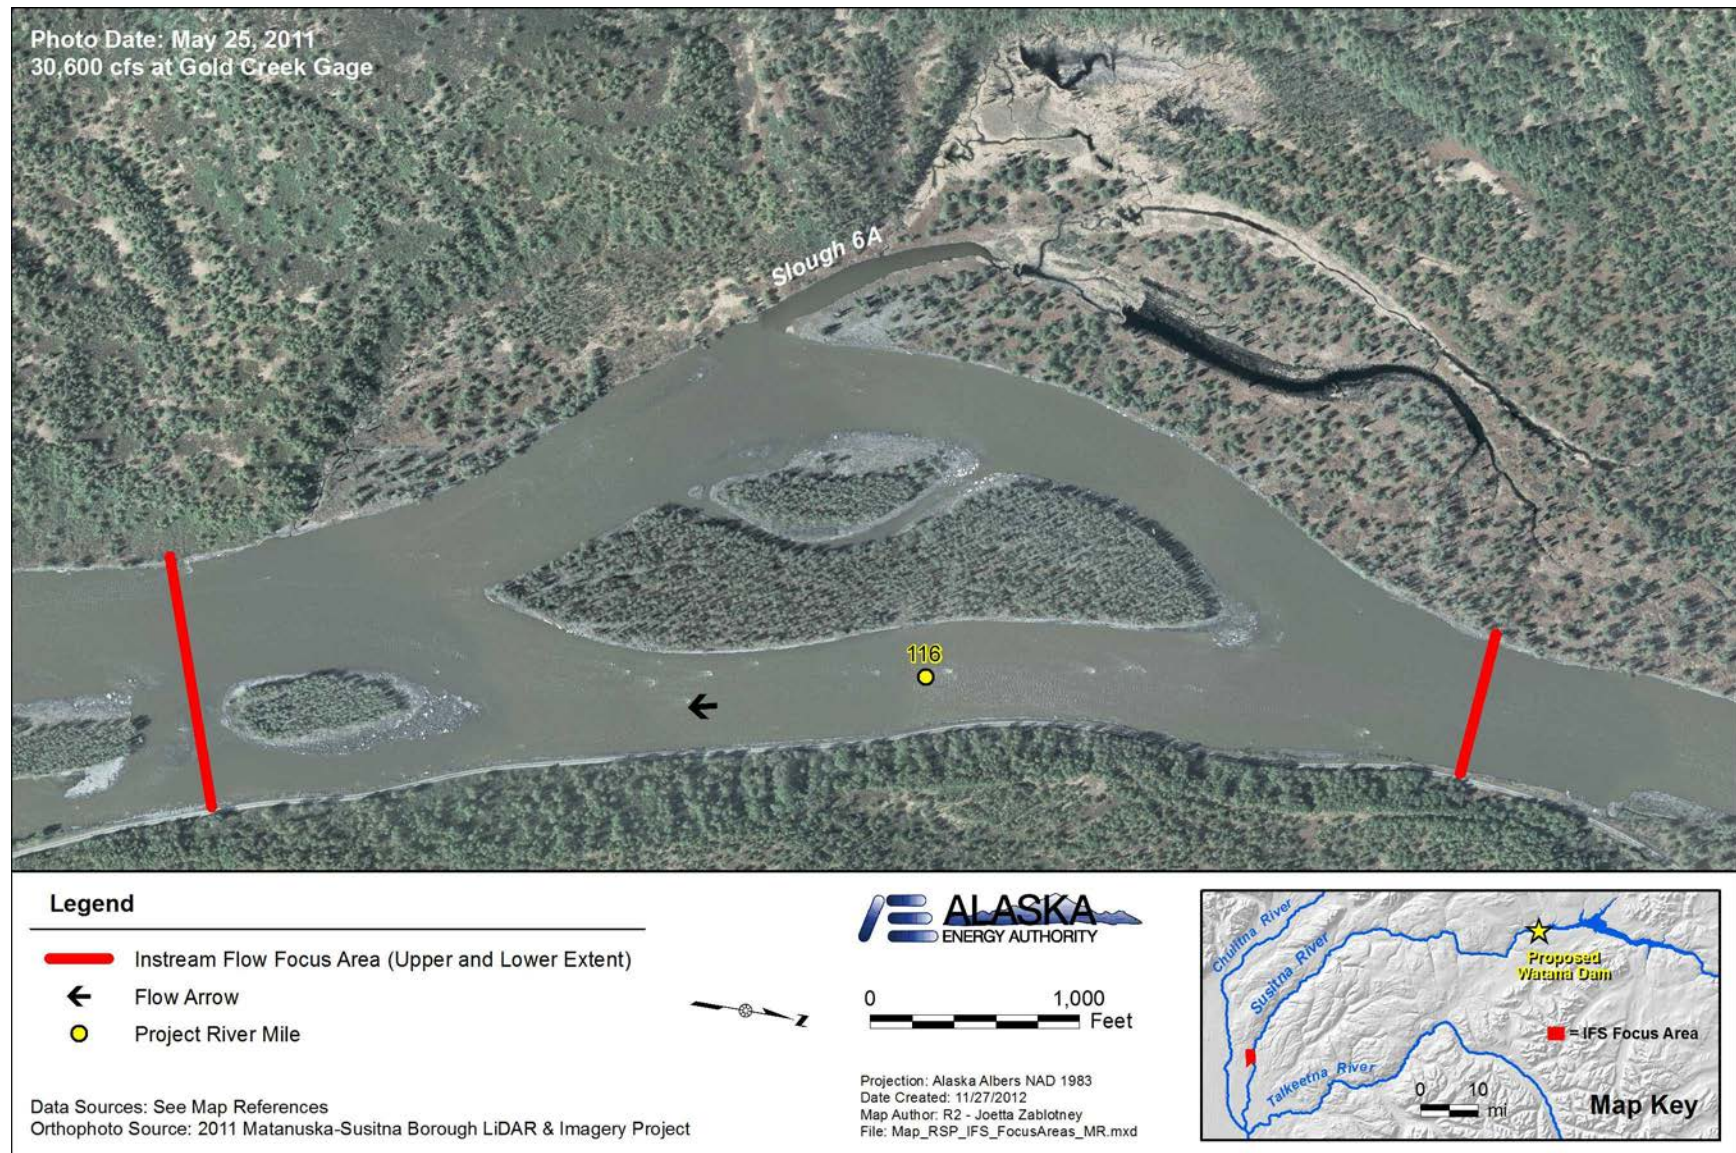 Photo Date: May 25, 2011
30,600 cfs at Gold Creek Gage
Slough 6A
116
Legend
Instream Flow Focus Area (Upper and Lower Extent)
Flow Arrow
Project River Mile
Data Sources: See Map References
Orthophoto Source: 2011 Matanuska-Susitna Borough LiDAR & Imagery Project
Z
ALASKA
ENERGY AUTHORITY
0 1,000
Feet
Projection: Alaska Albers NAD 1983
Date Created: 11/27/2012
Map Author: R2 - Joetta Zablotney
File: Map_RSP_IFS_FocusAreas_MR.mxd
Chulitna River
Susitna River
Proposed
Watana Dam
= IFS Focus Area
Talkeetna River
0 10
mi
Map Key